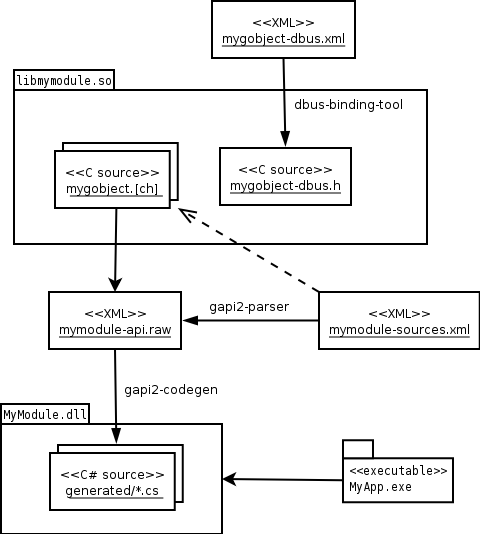 <<XML>>
mygobject-dbus.xml
libmymodule.so
dbus-binding-tool
<<C source>>
mygobject.[ch]
<<C source>>
mygobject-dbus.h
<<XML>>
mymodule-api.raw
gapi2-parser
<<XML>>
mymodule-sources.xml
gapi2-codegen
MyModule.dll
<<C# source>>
generated/*.cs
<<executable>>
MyApp.exe